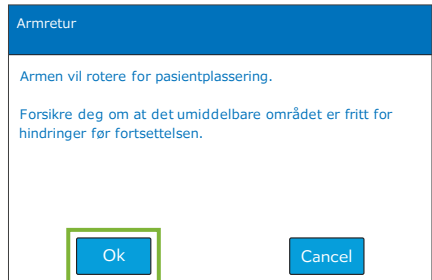 Armretur
Armen vil rotere for pasientplassering.
Forsikre deg om at det umiddelbare området er fritt for
hindringer før fortsettelsen.
Ok
Cancel